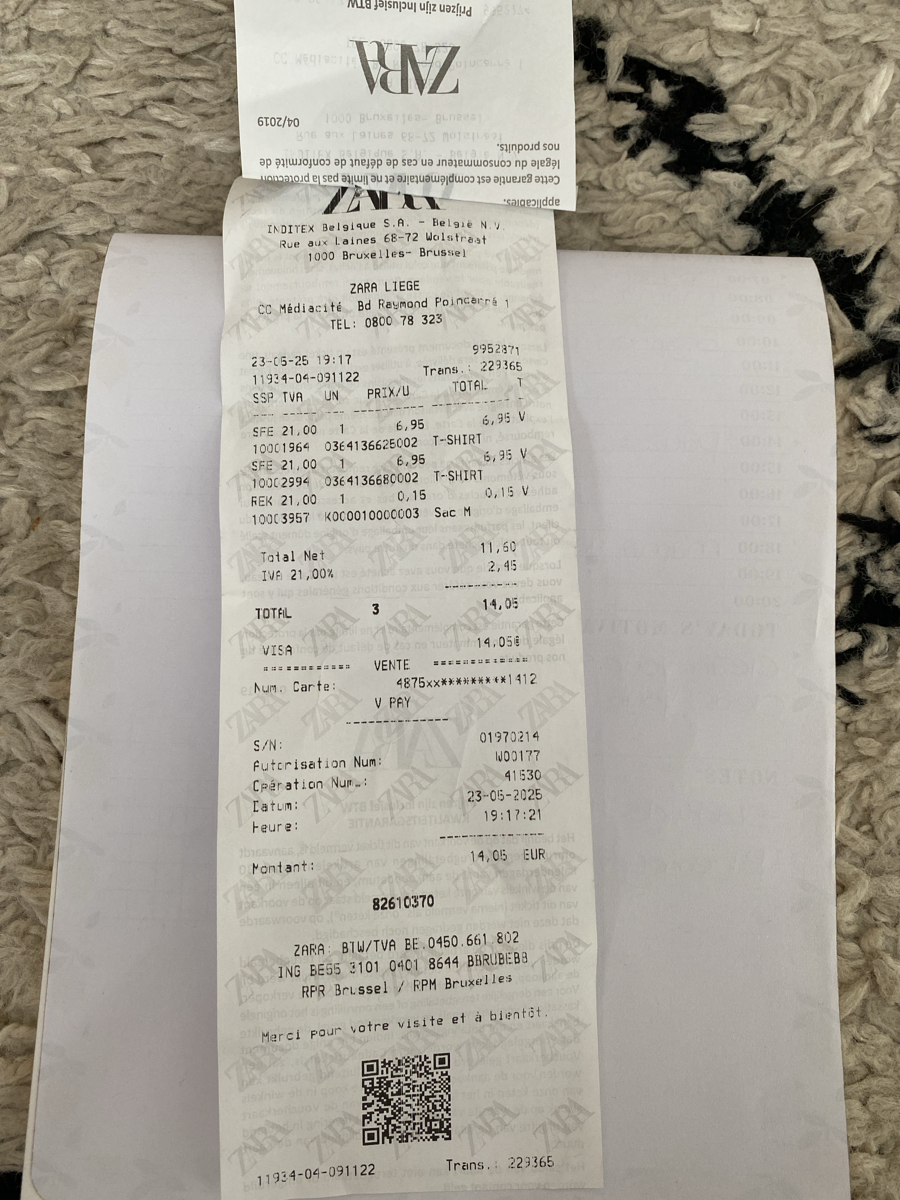 Prijzen zijn Inclusief BTW
ZARA
04/2019
nos produits.
légale du consommateur en cas de défaut de conformité de
Cette garantie est complémentaire et ne limite pas la protection
applicables.
INDITEX Belgique S.A. - België N.V.
Rue aux Laines 68-72 Wolstraat
1000 Bruxelles- Brussel
ZARA LIEGE
CC Médiacité Bd Raymond Poincarré 1
TEL: 0800 78 323
9952871
23-05-25 19:17
11934-04-091122 Trans.: 229365
SSP TVA UN PRIX/U TOTAL T
SFE 21,00 1 6,95 6,95 V
10001964 0364136625002 T-SHIRT
SFE 21,00 1 6,95 6,95 V
10002994 0364136680002 T-SHIRT
REK 21,00 1 0,15 0,15 V
10003957 K000010000003 Sac M
Total Net 11,60
IVA 21,00% 2,45
TOTAL 3 14,05
VISA 14,05€
============ VENTE ============
Num. Carte: 4875xx**********1412
V PAY
S/N: 01970214
Autorisation Num: W00177
Opération Num.: 41530
Datum: 23-05-2025
Heure: 19:17:21
Montant: 14,05 EUR
82610370
ZARA: BTW/TVA BE.0450.661.802
ING BE55 3101 0401 8644 BBRUBEBB
RPR Brussel / RPM Bruxelles
Merci pour votre visite et à bientôt.
11934-04-091122 Trans.: 229365